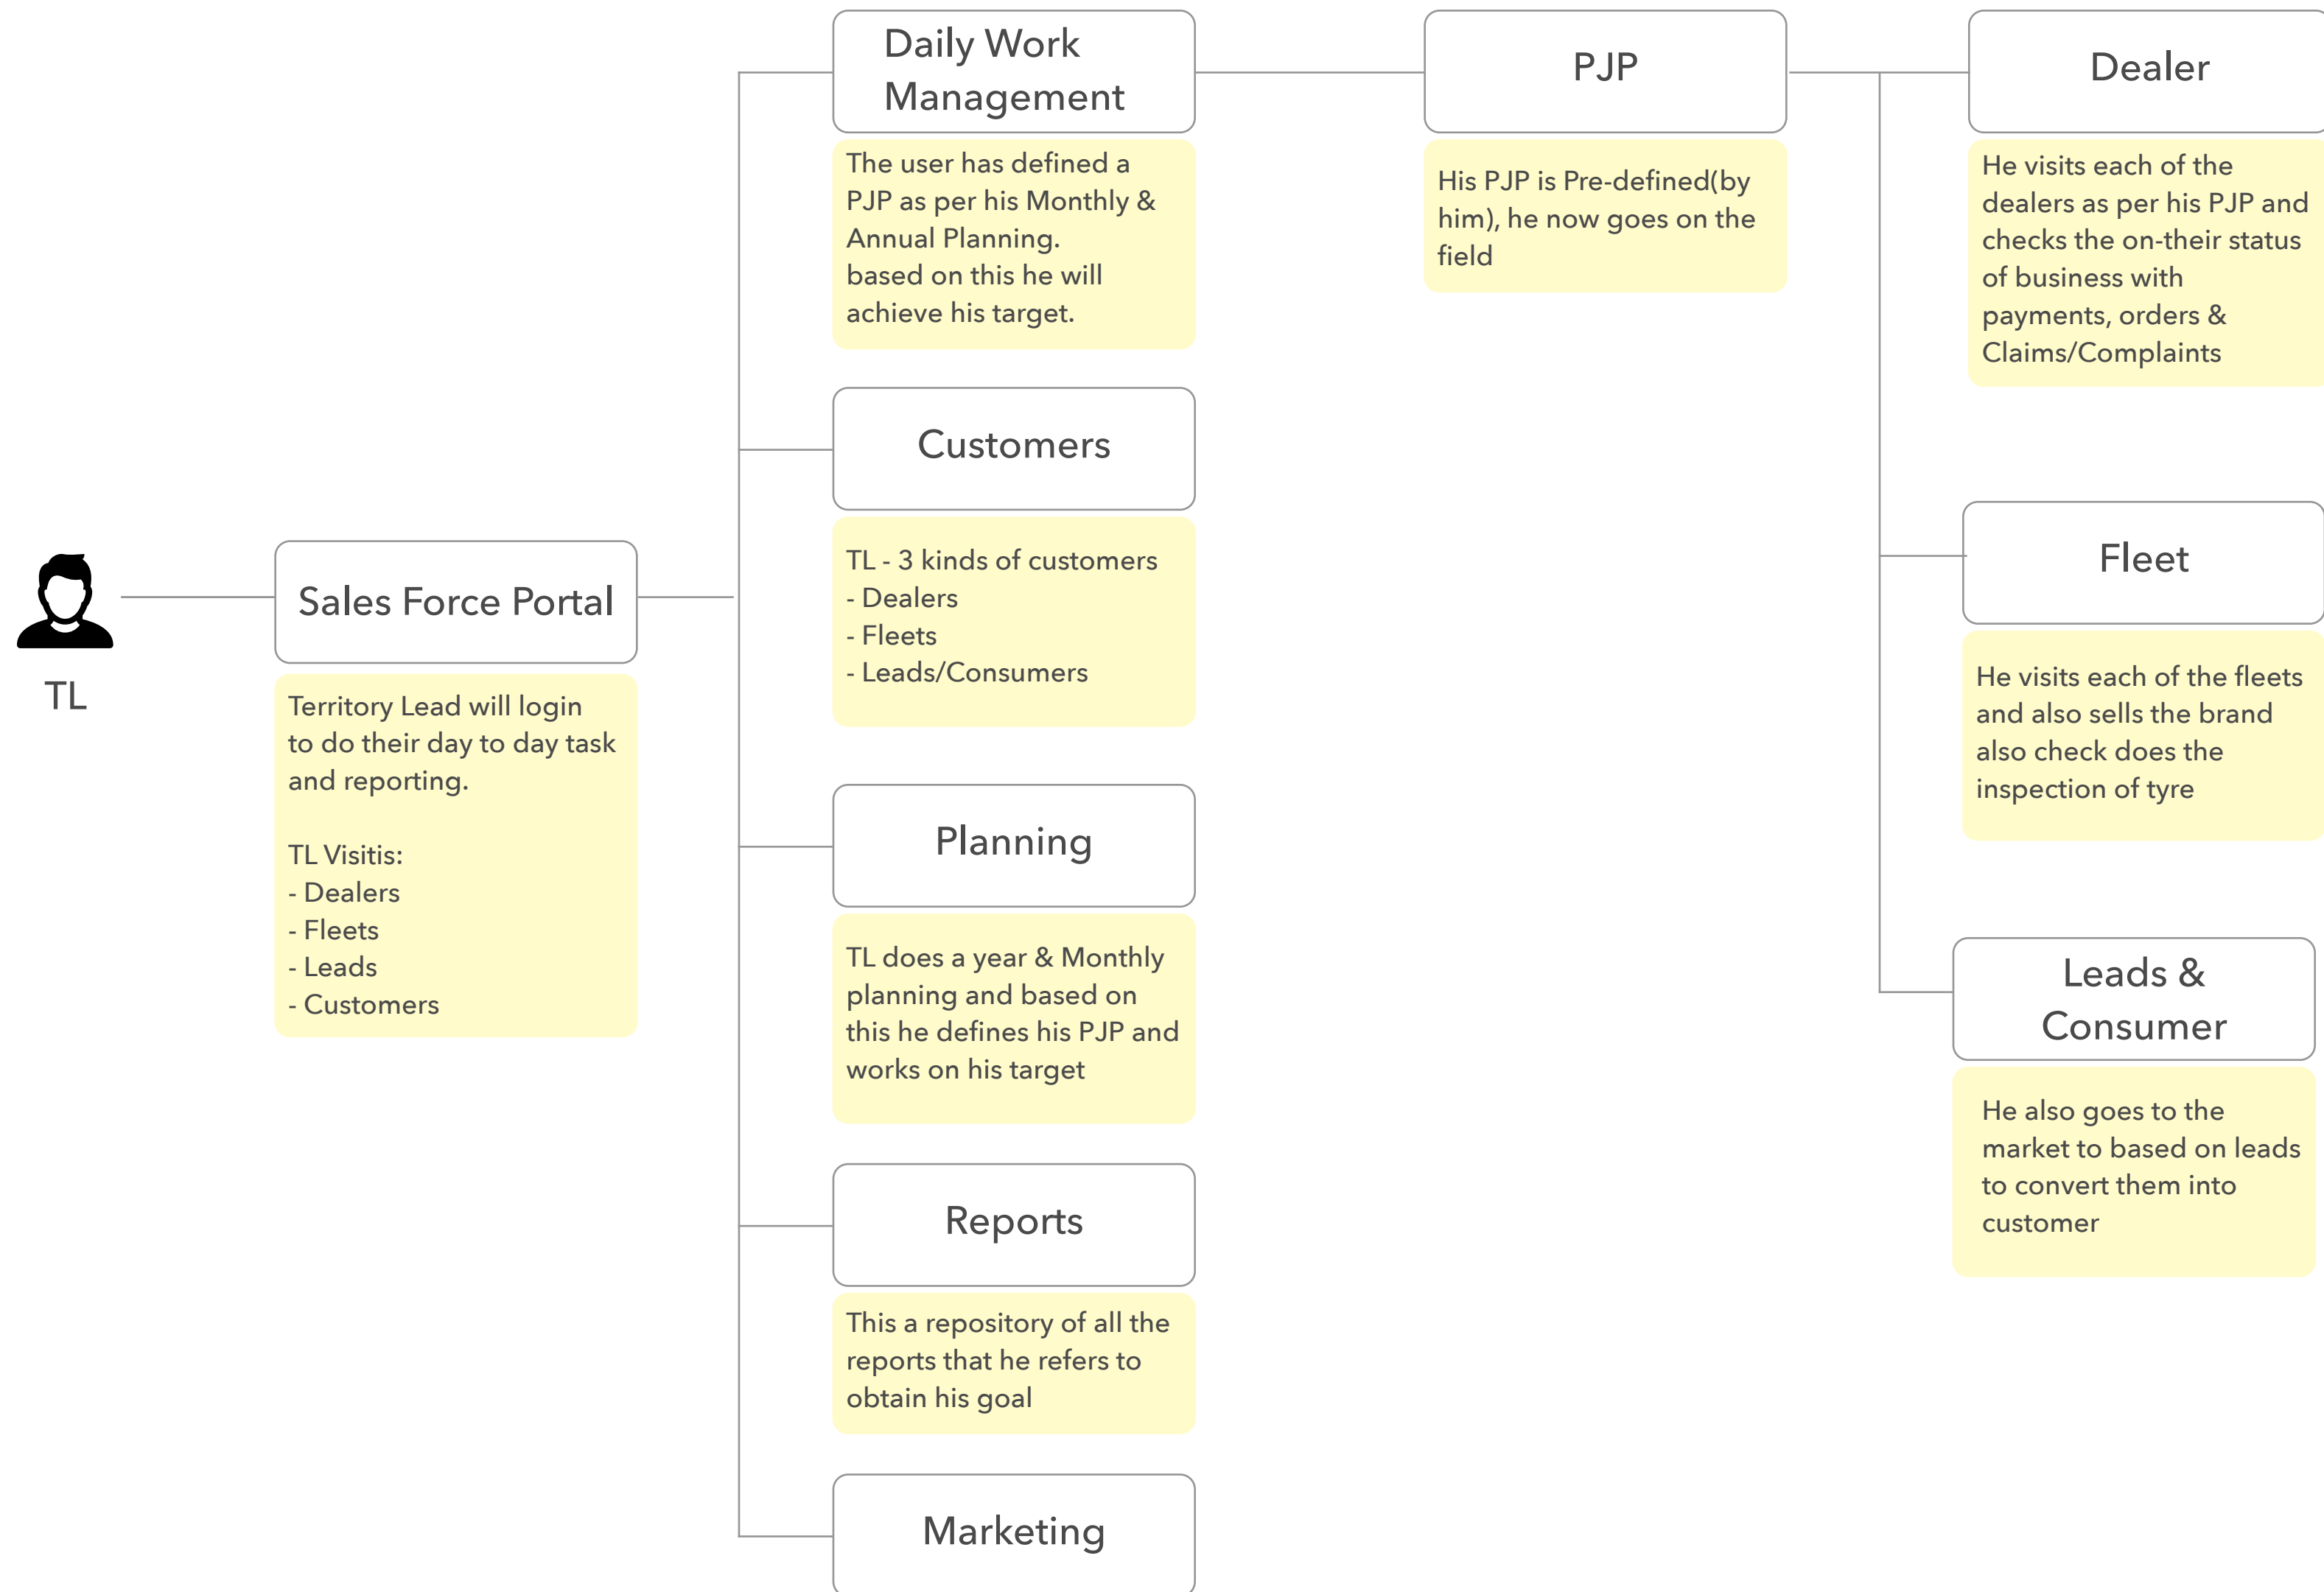 TL
Sales Force Portal
Territory Lead will login
to do their day to day task
and reporting.
TL Visitis:
- Dealers
- Fleets
- Leads
- Customers
Daily Work
Management
The user has defined a
PJP as per his Monthly &
Annual Planning.
based on this he will
achieve his target.
Customers
TL - 3 kinds of customers
- Dealers
- Fleets
- Leads/Consumers
Planning
TL does a year & Monthly
planning and based on
this he defines his PJP and
works on his target
Reports
This a repository of all the
reports that he refers to
obtain his goal
Marketing
PJP
His PJP is Pre-defined(by
him), he now goes on the
field
Dealer
He visits each of the
dealers as per his PJP and
checks the on-their status
of business with
payments, orders &
Claims/Complaints
Fleet
He visits each of the fleets
and also sells the brand
also check does the
inspection of tyre
Leads &
Consumer
He also goes to the
market to based on leads
to convert them into
customer